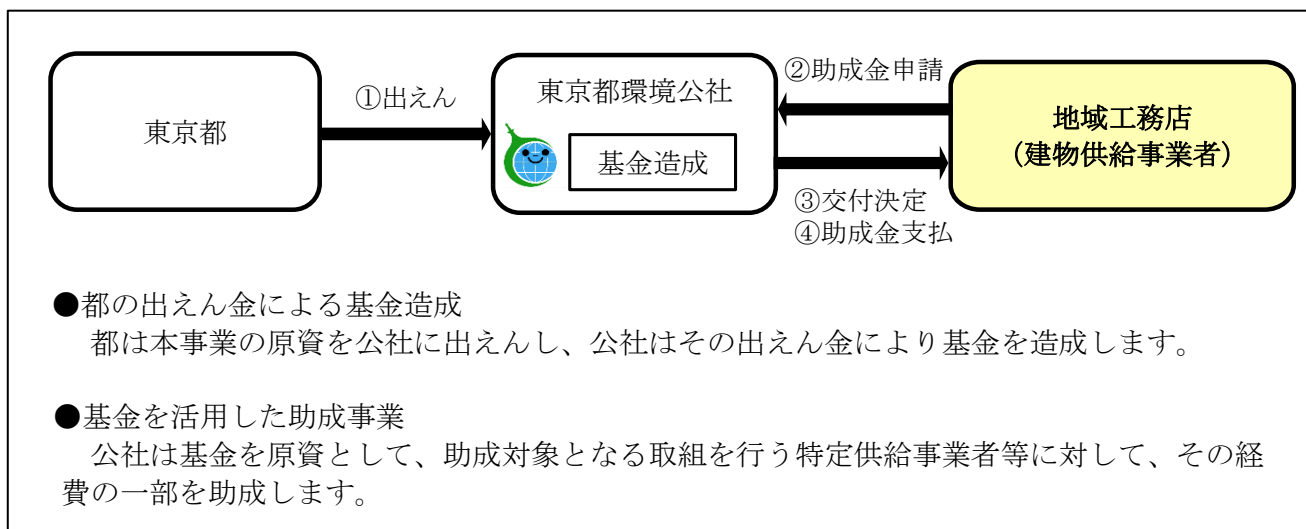 東京都
①出えん
東京都環境公社
基金造成
②助成金申請
③交付決定
④助成金支払
地域工務店
（建物供給事業者）
●都の出えん金による基金造成
都は本事業の原資を公社に出えんし、公社はその出えん金により基金を造成します。
●基金を活用した助成事業
公社は基金を原資として、助成対象となる取組を行う特定供給事業者等に対して、その経
費の一部を助成します。